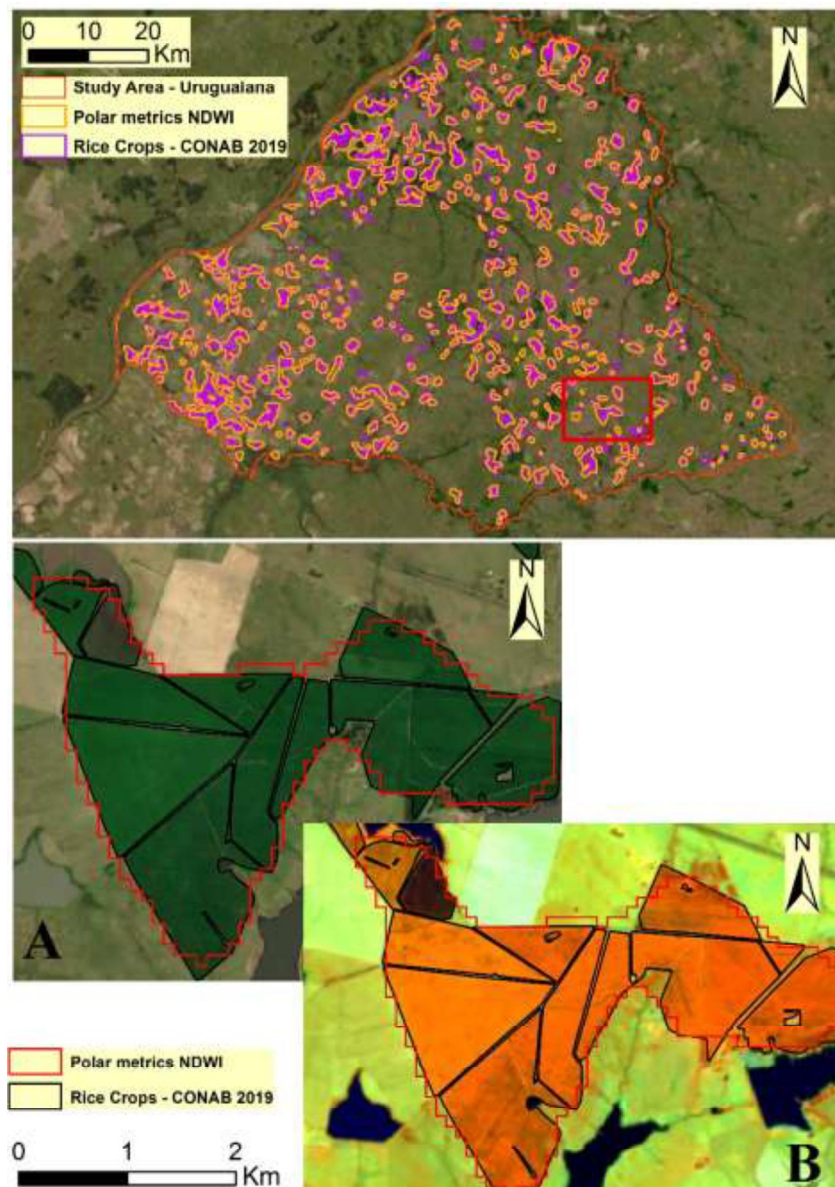 0 10 20
Km
N
Study Area - Uruguaiana
Polar metrics NDWI
Rice Crops - CONAB 2019
N
A
N
Polar metrics NDWI
Rice Crops - CONAB 2019
0 1 2
Km
B